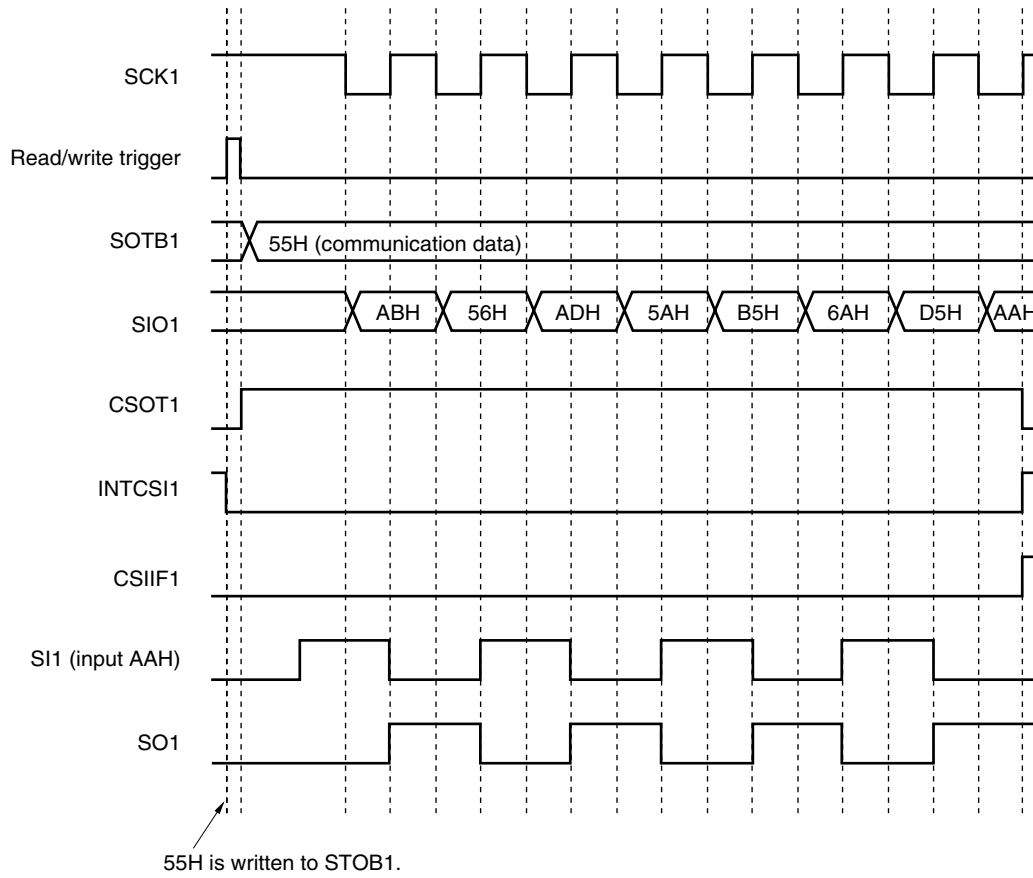 SCK1
Read/write trigger
SOTB1
55H (communication data)
SIO1
ABH 56H ADH 5AH B5H 6AH D5H AAH
CSOT1
INTCSI1
CSIIF1
SI1 (input AAH)
SO1
55H is written to STOB1.